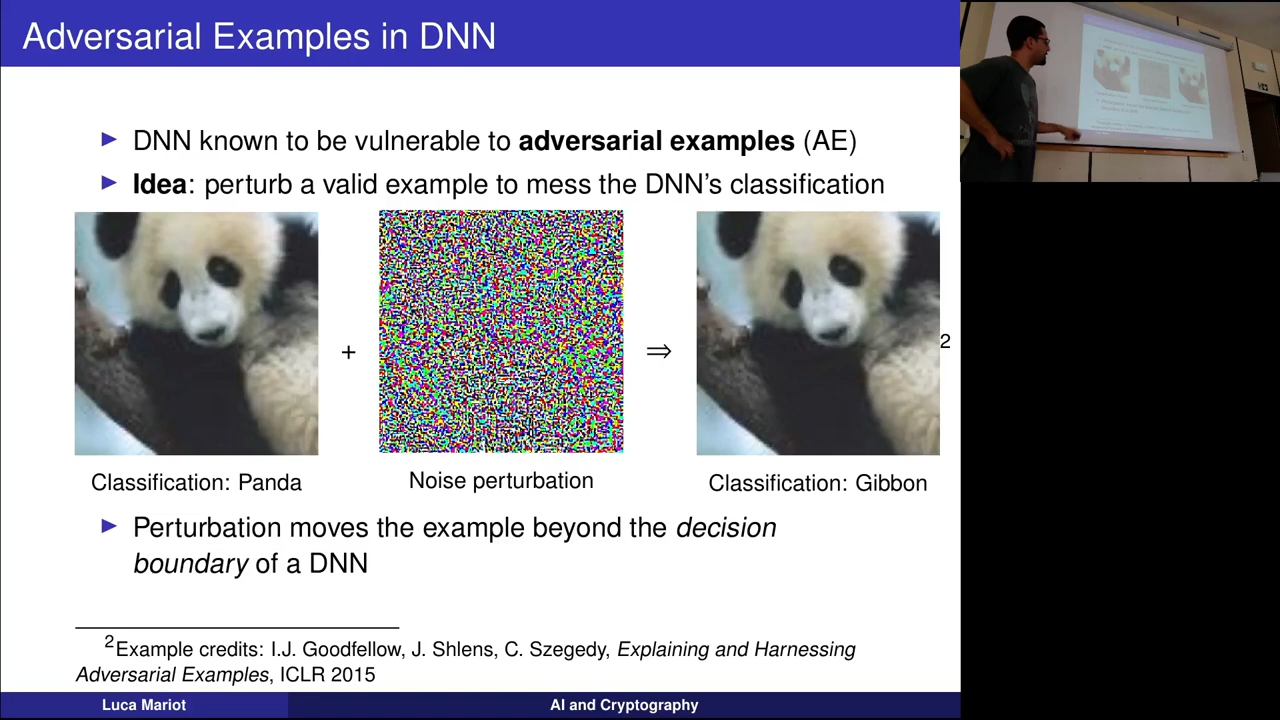 Adversarial Examples in DNN
DNN known to be vulnerable to adversarial examples (AE)
Idea: perturb a valid example to mess the DNN's classification
+
⇒
2
Classification: Panda
Noise perturbation
Classification: Gibbon
Perturbation moves the example beyond the decision
boundary of a DNN
2Example credits: I.J. Goodfellow, J. Shlens, C. Szegedy, Explaining and Harnessing
Adversarial Examples, ICLR 2015
Luca Mariot
AI and Cryptography